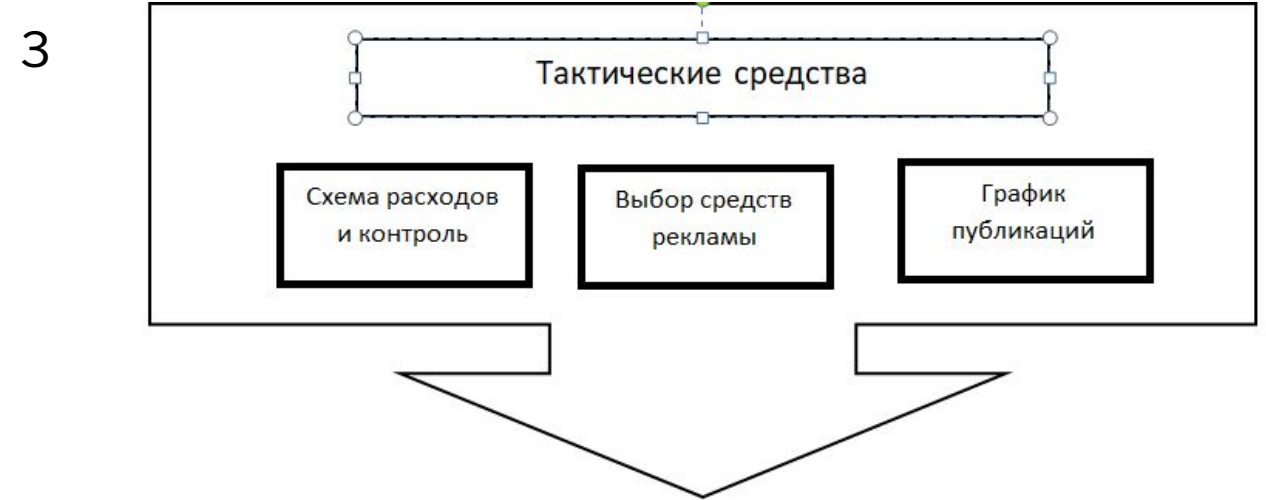 3
Тактические средства
Схема расходов
и контроль
Выбор средств
рекламы
График
публикаций